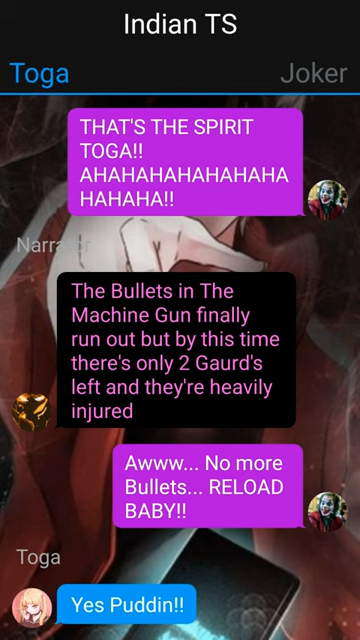 Indian TS
Toga Joker
THAT'S THE SPIRIT
TOGA!!
AHAHAHAHAHAHAHA
HAHAHA!!
Narrator
The Bullets in The
Machine Gun finally
run out but by this time
there's only 2 Gaurd's
left and they're heavily
injured
Awww... No more
Bullets... RELOAD
BABY!!
Toga
Yes Puddin!!